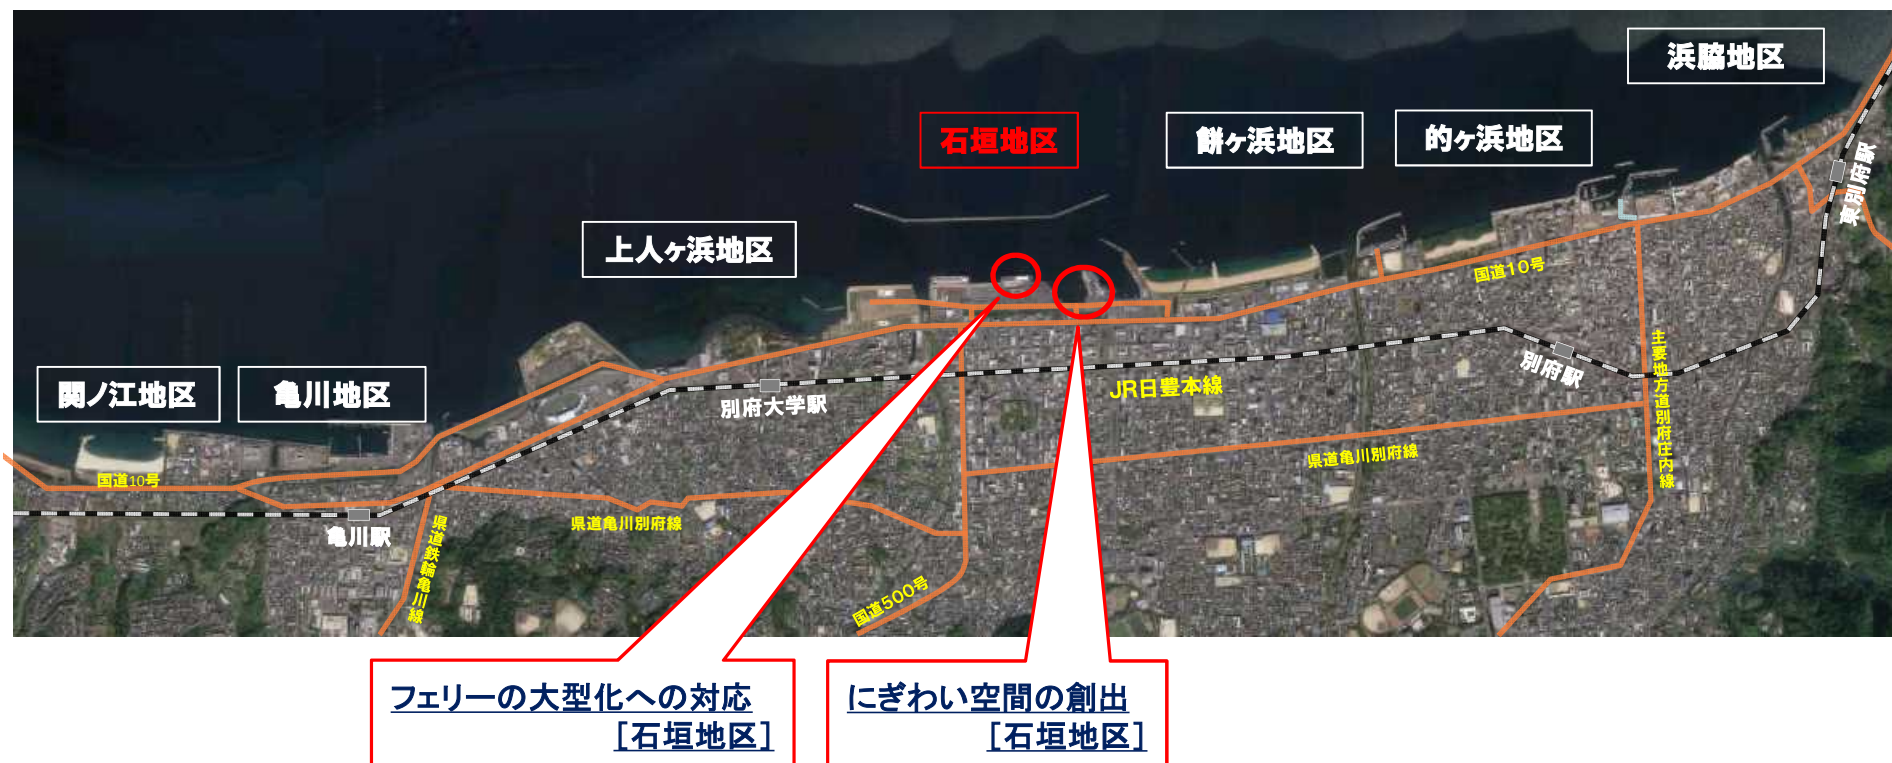 浜脇地区
石垣地区
餅ヶ浜地区
的ヶ浜地区
東別府駅
上人ヶ浜地区
国道10号
主要地方道別府庄内線
別府駅
関ノ江地区
亀川地区
別府大学駅
JR日豊本線
県道亀川別府線
国道10号
県道亀川別府線
亀川駅
県道鉄輪亀川線
国道500号
フェリーの大型化への対応
［石垣地区］
にぎわい空間の創出
［石垣地区］